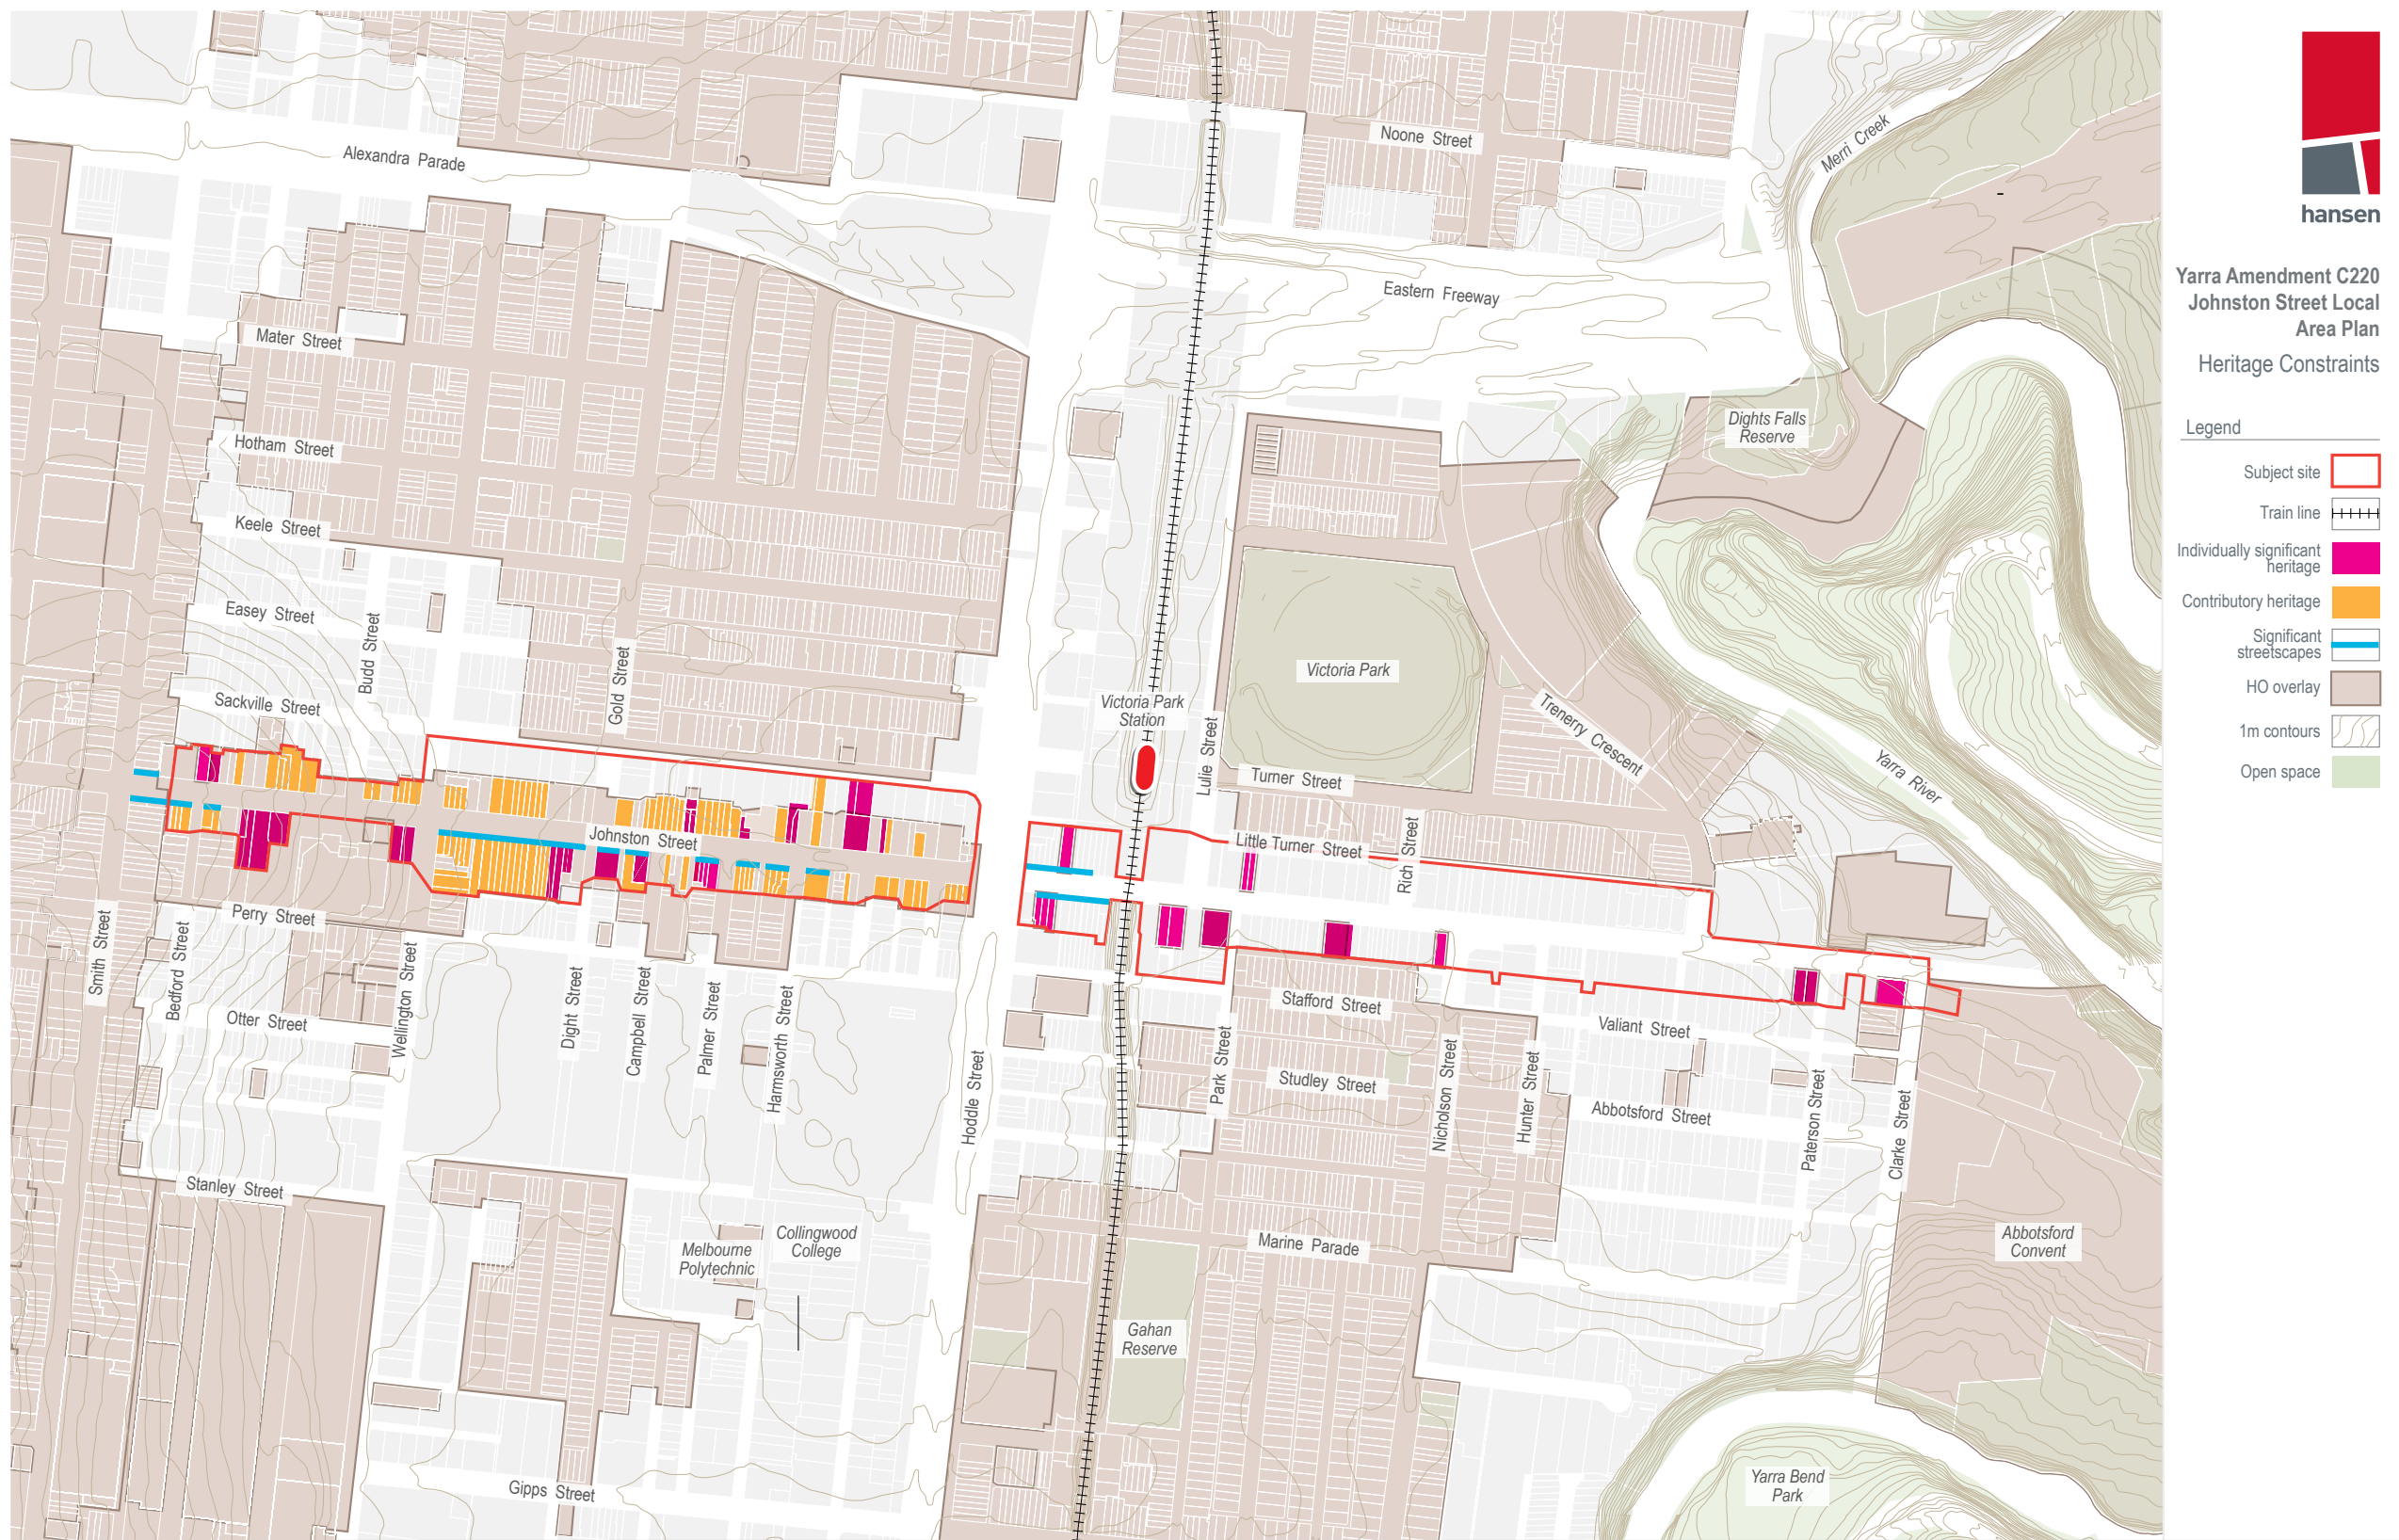 hansen
Yarra Amendment C220
Johnston Street Local
Area Plan
Heritage Constraints
Legend
Subject site
Train line
Individually significant
heritage
Contributory heritage
Significant
streetscapes
HO overlay
1m contours
Open space
Noone Street
Merri Creek
Alexandra Parade
Eastern Freeway
Mater Street
Dights Falls
Reserve
Hotham Street
Keele Street
Easey Street
Budd Street
Gold Street
Victoria Park
Sackville Street
Victoria Park
Station
Lulie Street
Trenerry Crescent
Yarra River
Turner Street
Johnston Street
Little Turner Street
Rich Street
Perry Street
Smith Street
Bedford Street
Wellington Street
Otter Street
Dight Street
Campbell Street
Palmer Street
Harmsworth Street
Hoddle Street
Stafford Street
Valiant Street
Park Street
Studley Street
Nicholson Street
Hunter Street
Abbotsford Street
Paterson Street
Clarke Street
Stanley Street
Melbourne
Polytechnic
Collingwood
College
Marine Parade
Abbotsford
Convent
Gahan
Reserve
Gipps Street
Yarra Bend
Park